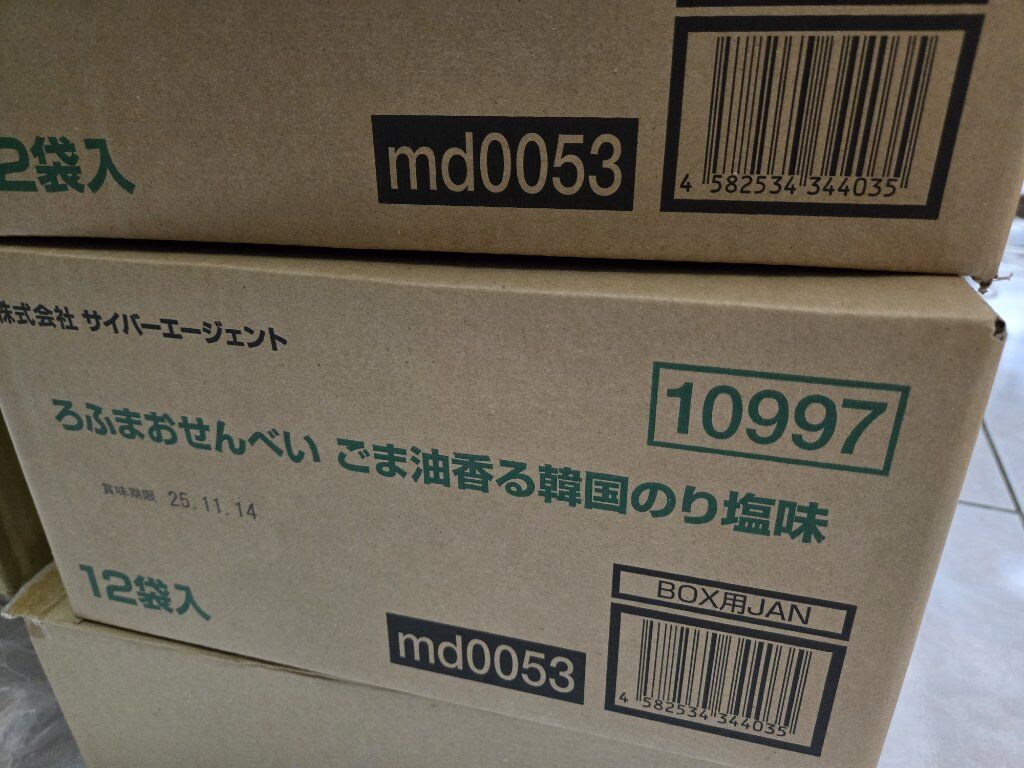 2袋入
md0053
4 582534 344035
株式会社 サイバーエージェント
10997
ろふまおせんべい ごま油香る韓国のり塩味
賞味期限 25.11.14
12袋入
BOX用JAN
md0053
4 582534 344035